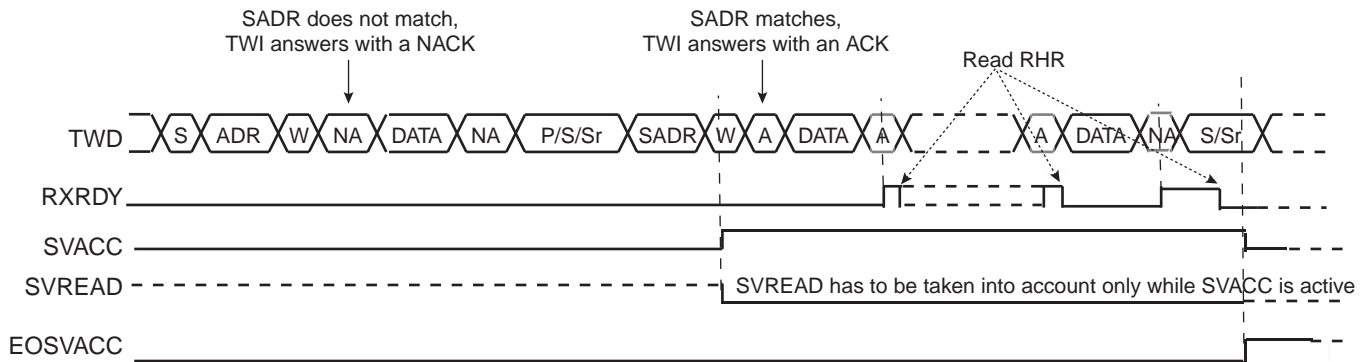 SADR does not match,
TWI answers with a NACK
SADR matches,
TWI answers with an ACK
Read RHR
TWD S ADR W NA DATA NA P/S/Sr SADR W A DATA A A DATA NA S/Sr
RXRDY
SVACC
SVREAD SVREAD has to be taken into account only while SVACC is active
EOSVACC